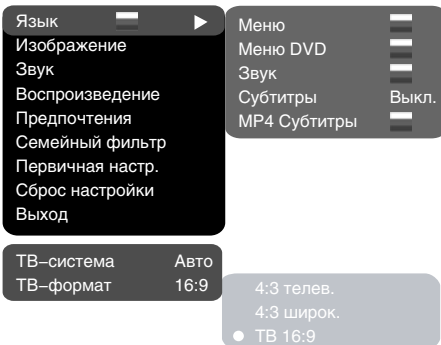 Язык
Изображение
Звук
Воспроизведение
Предпочтения
Семейный фильтр
Первичная настр.
Сброс настройки
Выход
Меню
Меню DVD
Звук
Субтитры Выкл.
MP4 Субтитры
ТВ–система Авто
ТВ–формат 16:9
4:3 телев.
4:3 широк.
ТВ 16:9